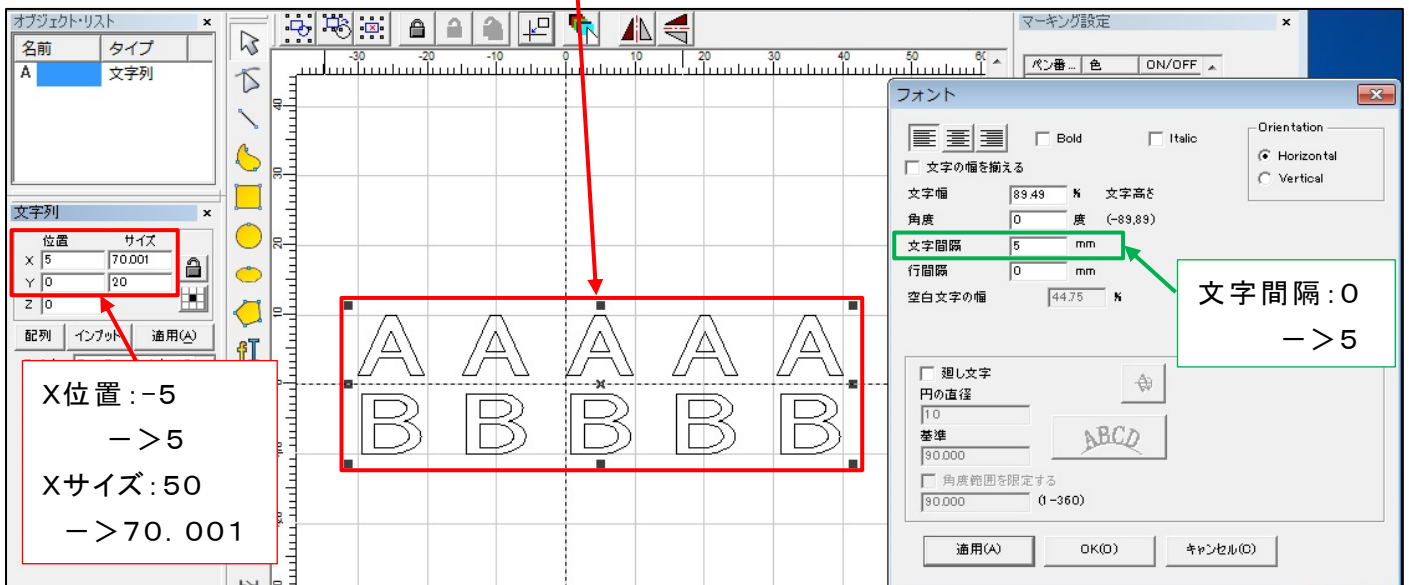 オブジェクト・リスト
名前 タイプ
A 文字列
文字列
位置 サイズ
X 5 70.001
Y 0 20
Z 0
配列 インプット 適用(A)
X位置:-5
ー>5
Xサイズ:50
ー>70.001
-30 -20 -10 0 10 20 30 40 50
40
30
20
A A A A A
B B B B B
マーキング設定
ペン番... 色 ON/OFF
フォント
Bold Italic
Orientation
Horizontal
Vertical
文字の幅を揃える
文字幅 89.49 % 文字高さ
角度 0 度 (-89,89)
文字間隔 5 mm
行間隔 0 mm
空白文字の幅 44.75 %
文字間隔:0
ー>5
廻し文字
円の直径
10
基準
90.000
ABCD
角度範囲を限定する
90.000 (1-360)
適用(A) OK(O) キャンセル(C)